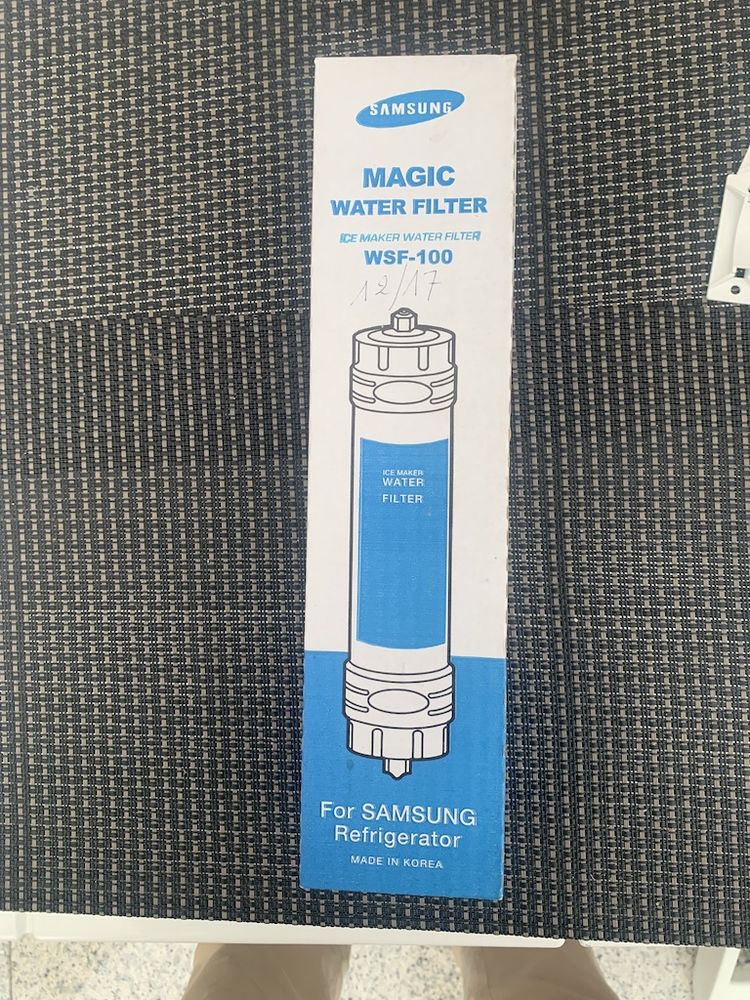 SAMSUNG
MAGIC
WATER FILTER
ICE MAKER WATER FILTER
WSF-100
12/17
ICE MAKER
WATER
FILTER
For SAMSUNG
Refrigerator
MADE IN KOREA